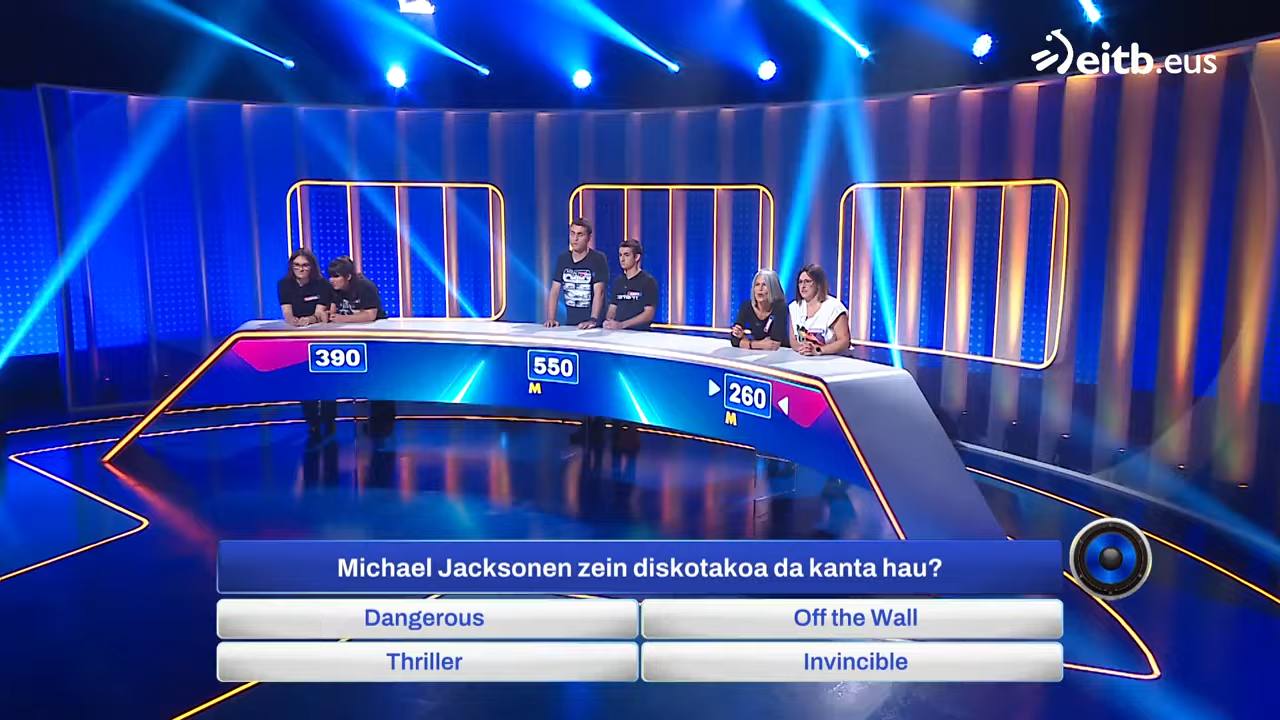 eitb.eus
390
550
M
260
M
Michael Jacksonen zein diskotakoa da kanta hau?
Dangerous
Off the Wall
Thriller
Invincible